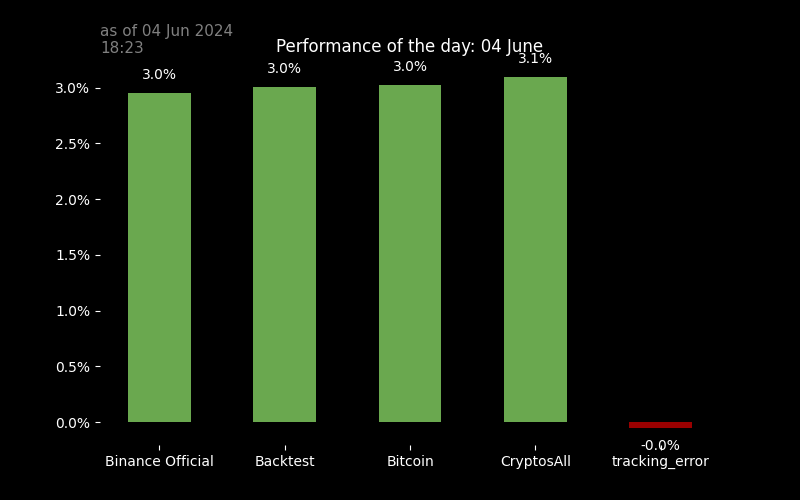 as of 04 Jun 2024
18:23
Performance of the day: 04 June
3.0%
3.0%
3.0%
3.1%
3.0%
2.5%
2.0%
1.5%
1.0%
0.5%
0.0%
-0.0%
Binance Official
Backtest
Bitcoin
CryptosAll
tracking_error